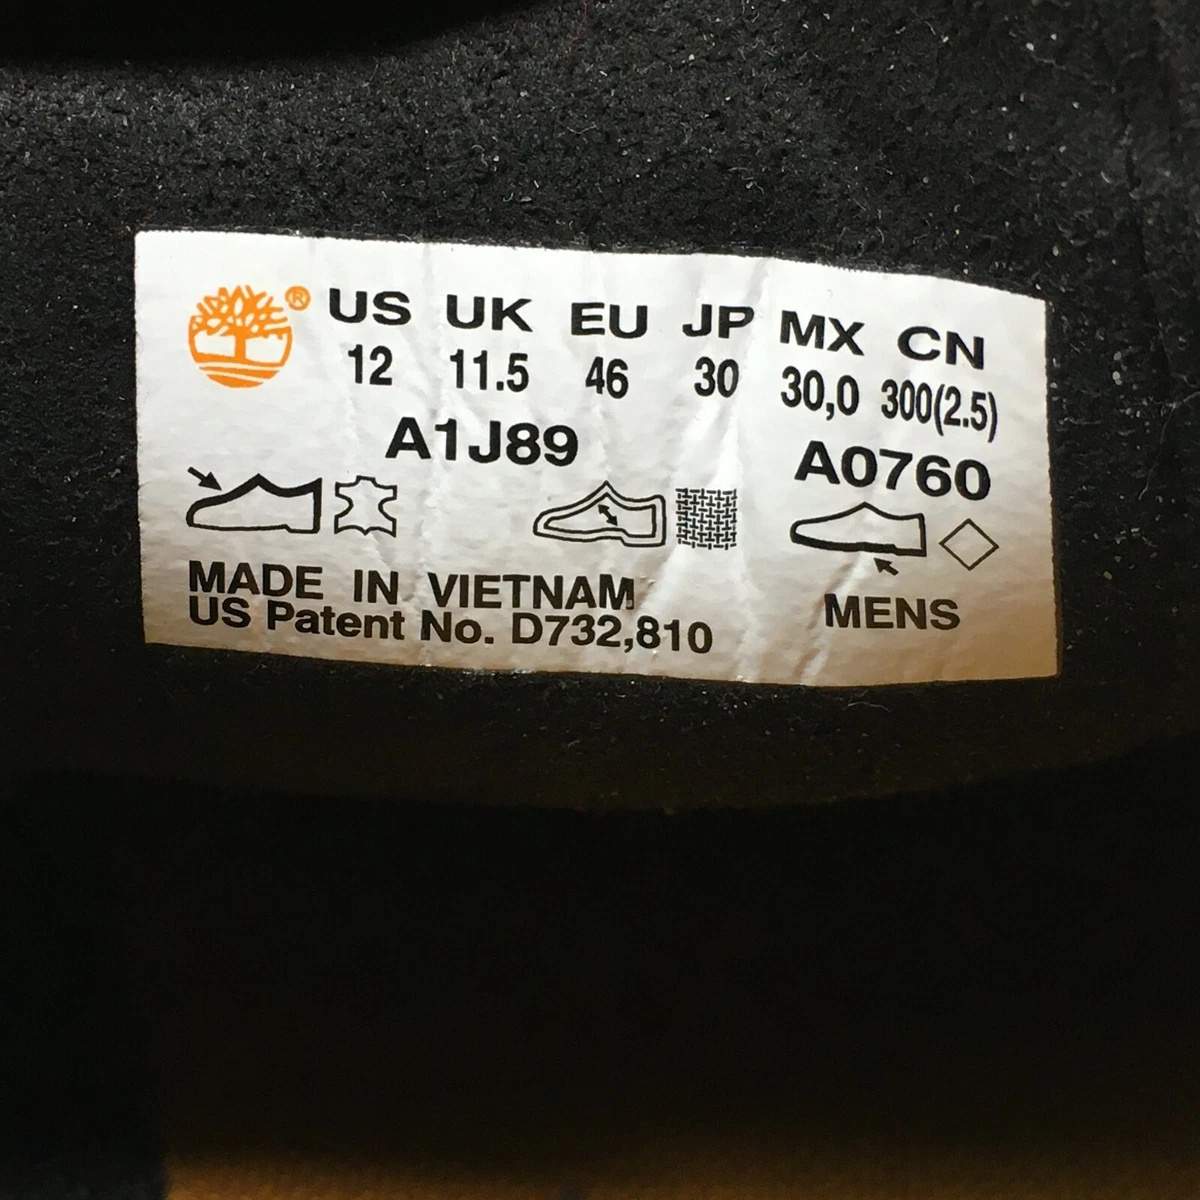 ® US UK EU JP MX CN
12 11.5 46 30 30,0 300(2.5)
A1J89 A0760
MADE IN VIETNAM
US Patent No. D732,810 MENS